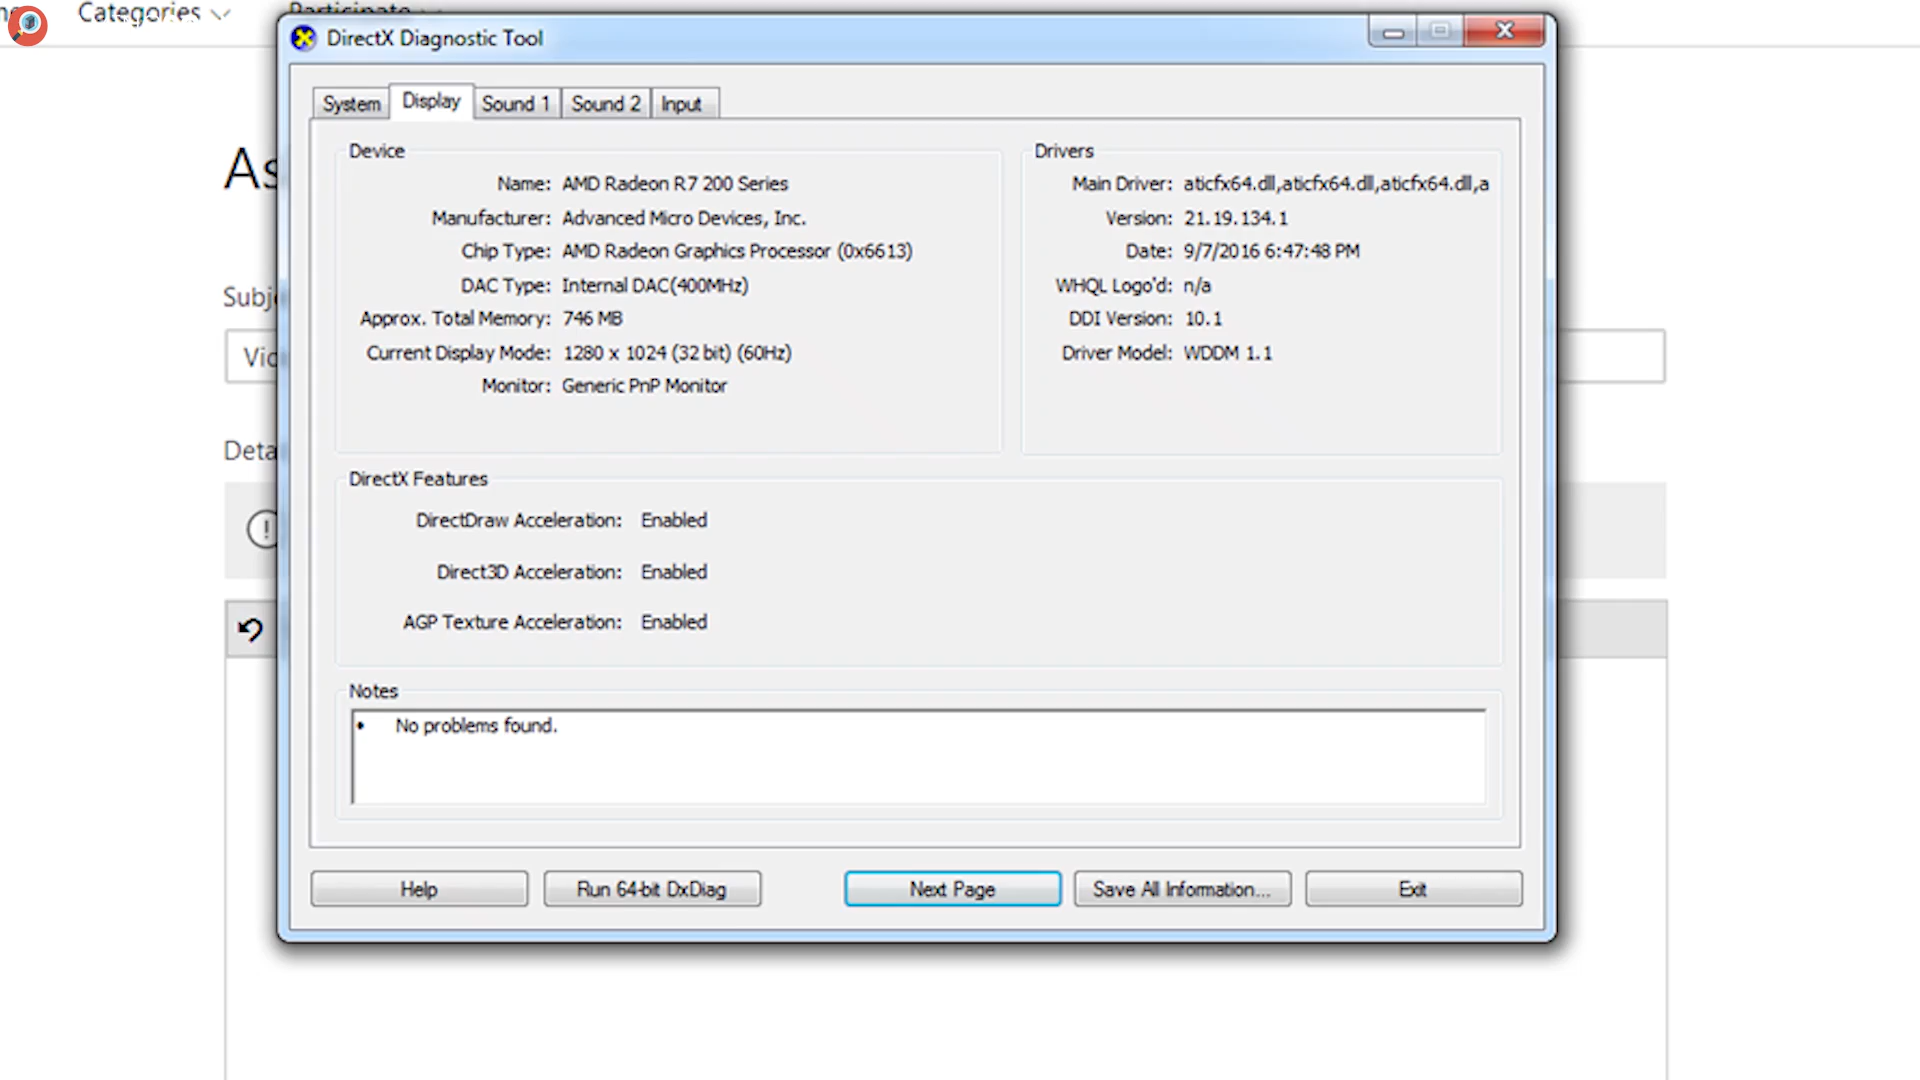 Categories
Participate
DirectX Diagnostic Tool
System
Display
Sound 1
Sound 2
Input
As
Device
Name: AMD Radeon R7 200 Series
Manufacturer: Advanced Micro Devices, Inc.
Chip Type: AMD Radeon Graphics Processor (0x6613)
DAC Type: Internal DAC(400MHz)
Approx. Total Memory: 746 MB
Current Display Mode: 1280 x 1024 (32 bit) (60Hz)
Monitor: Generic PnP Monitor
Drivers
Main Driver: aticfx64.dll,aticfx64.dll,aticfx64.dll,a
Version: 21.19.134.1
Date: 9/7/2016 6:47:48 PM
WHQL Logo'd: n/a
DDI Version: 10.1
Driver Model: WDDM 1.1
Subj
Vic
Deta
DirectX Features
DirectDraw Acceleration: Enabled
Direct3D Acceleration: Enabled
AGP Texture Acceleration: Enabled
Notes
• No problems found.
Help
Run 64-bit DxDiag
Next Page
Save All Information...
Exit